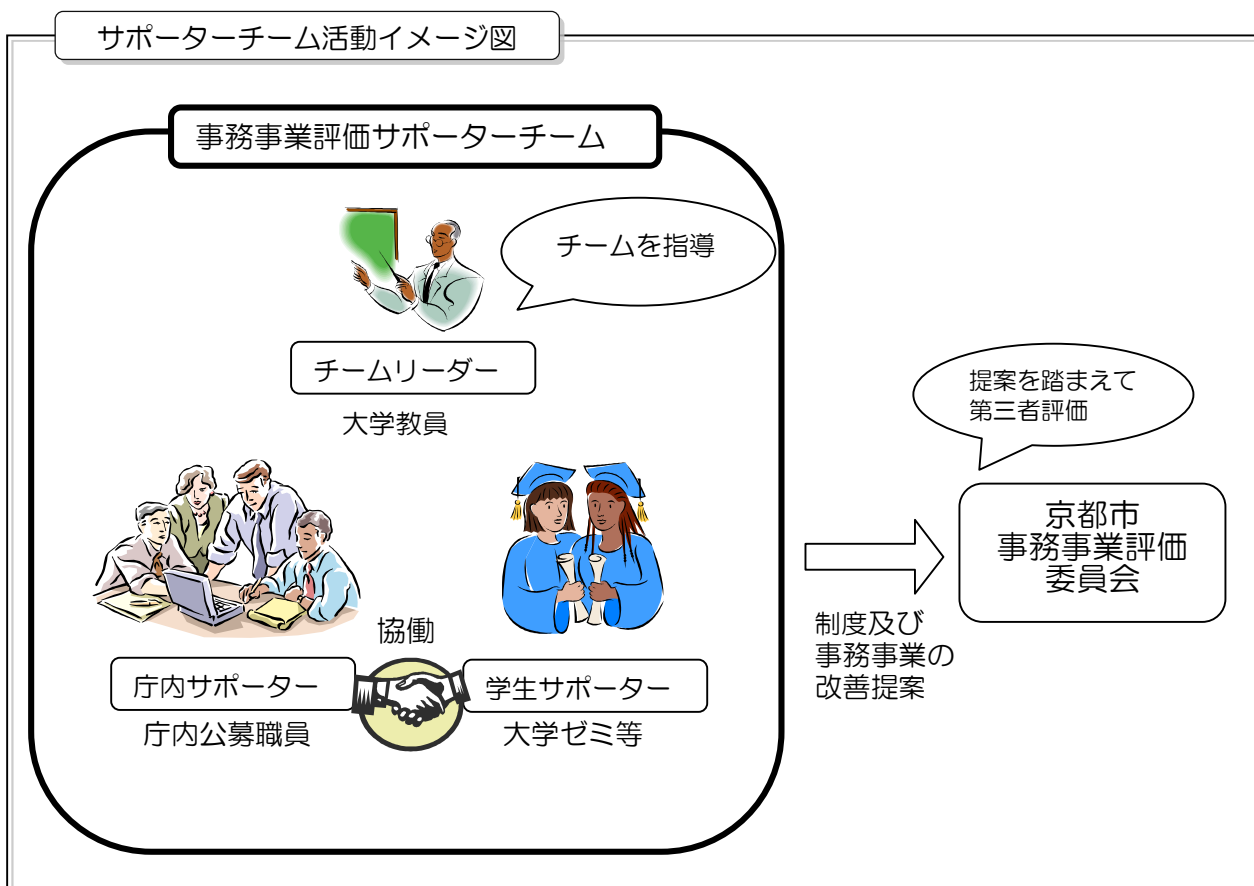 サポーターチーム活動イメージ図
事務事業評価サポーターチーム
チームを指導
チームリーダー
大学教員
協働
庁内サポーター
庁内公募職員
学生サポーター
大学ゼミ等
制度及び
事務事業の
改善提案
提案を踏まえて
第三者評価
京都市
事務事業評価
委員会